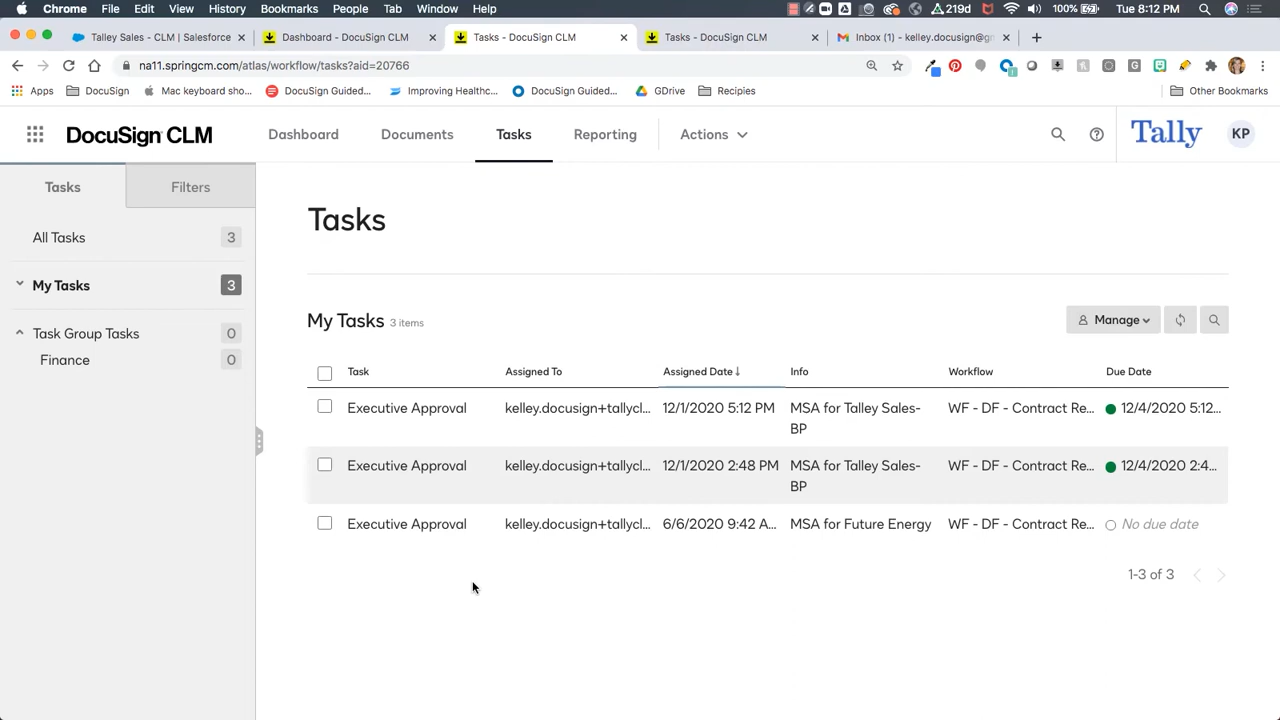 Chrome File Edit View History Bookmarks People Tab Window Help 219d 100% Tue 8:12 PM
Talley Sales - CLM | Salesforce
Dashboard - DocuSign CLM
Tasks - DocuSign CLM
Tasks - DocuSign CLM
Inbox (1) - kelley.docusign@g
na11.springcm.com/atlas/workflow/tasks?aid=20766
Apps DocuSign Mac keyboard sho... DocuSign Guided... Improving Healthc... DocuSign Guided... GDrive Recipies Other Bookmarks
DocuSign CLM Dashboard Documents Tasks Reporting Actions Tally KP
Tasks Filters
All Tasks 3
My Tasks 3
Task Group Tasks 0
Finance 0
Tasks
My Tasks 3 items
Manage
Task Assigned To Assigned Date↓ Info Workflow Due Date
Executive Approval kelley.docusign+tallycl... 12/1/2020 5:12 PM MSA for Talley Sales- WF - DF - Contract Re... 12/4/2020 5:12...
BP
Executive Approval kelley.docusign+tallycl... 12/1/2020 2:48 PM MSA for Talley Sales- WF - DF - Contract Re... 12/4/2020 2:4...
BP
Executive Approval kelley.docusign+tallycl... 6/6/2020 9:42 A... MSA for Future Energy WF - DF - Contract Re... No due date
1-3 of 3